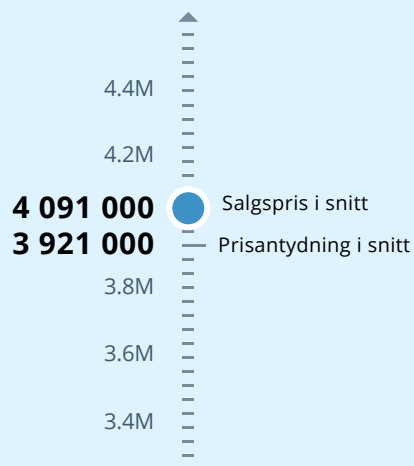 4.4M
4.2M
4 091 000 Salgspris i snitt
3 921 000 Prisantydning i snitt
3.8M
3.6M
3.4M